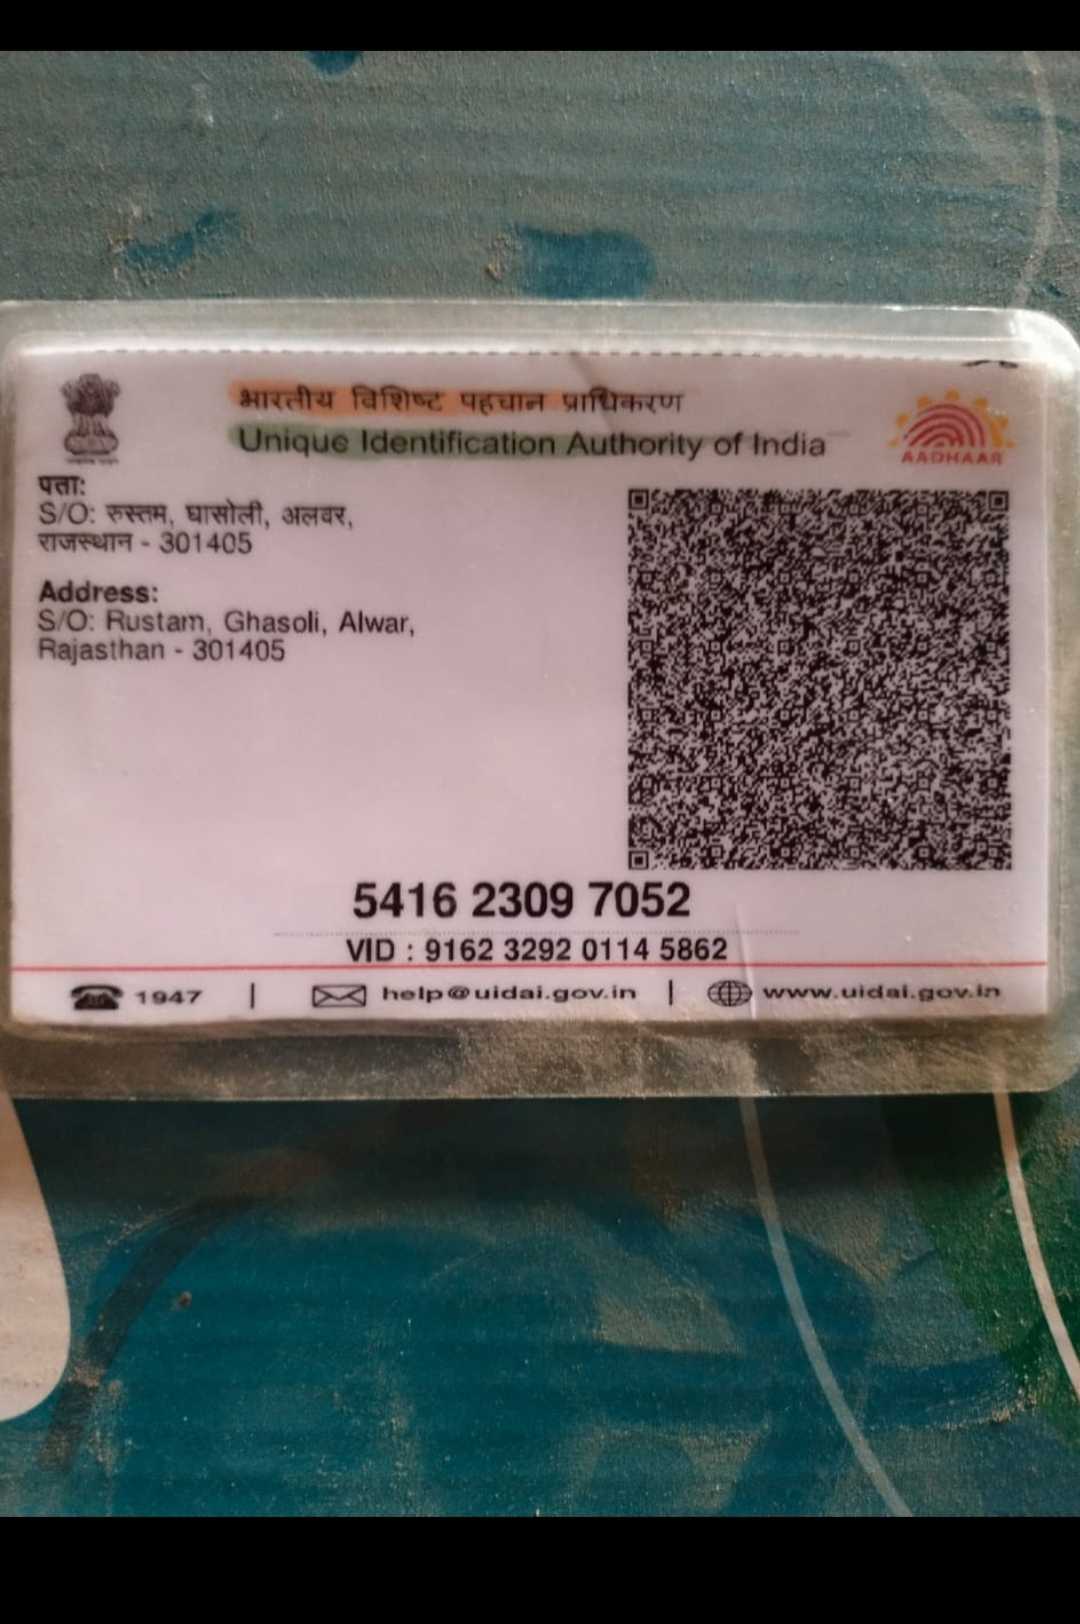 भारतीय विशिष्ट पहचान प्राधिकरण
Unique Identification Authority of India
AADHAAR
पता:
S/O: रुस्तम, घासोली, अलवर,
राजस्थान - 301405
Address:
S/O: Rustam, Ghasoli, Alwar,
Rajasthan - 301405
5416 2309 7052
VID : 9162 3292 0114 5862
1947 | help@uidai.gov.in | www.uidai.gov.in